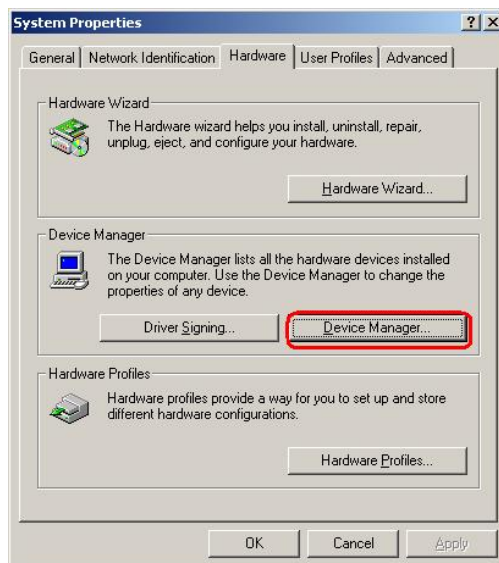 System Properties
General
Network Identification
Hardware
User Profiles
Advanced
Hardware Wizard
The Hardware wizard helps you install, uninstall, repair,
unplug, eject, and configure your hardware.
Hardware Wizard...
Device Manager
The Device Manager lists all the hardware devices installed
on your computer. Use the Device Manager to change the
properties of any device.
Driver Signing...
Device Manager...
Hardware Profiles
Hardware profiles provide a way for you to set up and store
different hardware configurations.
Hardware Profiles...
OK
Cancel
Apply